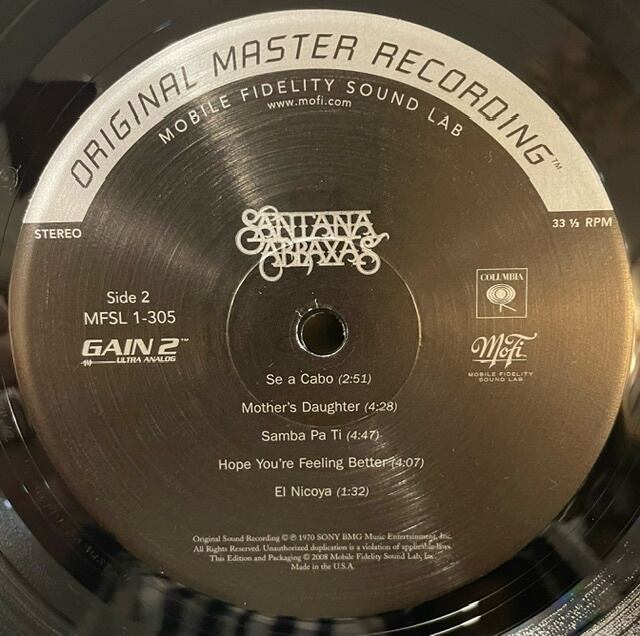 ORIGINAL MASTER RECORDING™
MOBILE FIDELITY SOUND LAB
www.mofi.com
STEREO
33 ⅓ RPM
SANTANA
ABRAXAS
COLUMBIA
Side 2
MFSL 1-305
GAIN 2™
ULTRA ANALOG
MoFi
MOBILE FIDELITY
SOUND LAB
Se a Cabo (2:51)
Mother's Daughter (4:28)
Samba Pa Ti (4:47)
Hope You're Feeling Better (4:07)
El Nicoya (1:32)
Original Sound Recording © ℗ 1970 SONY BMG Music Entertainment, Inc.
All Rights Reserved. Unauthorized duplication is a violation of applicable laws.
This Edition and Packaging © 2008 Mobile Fidelity Sound Lab, Inc.
Made in the U.S.A.